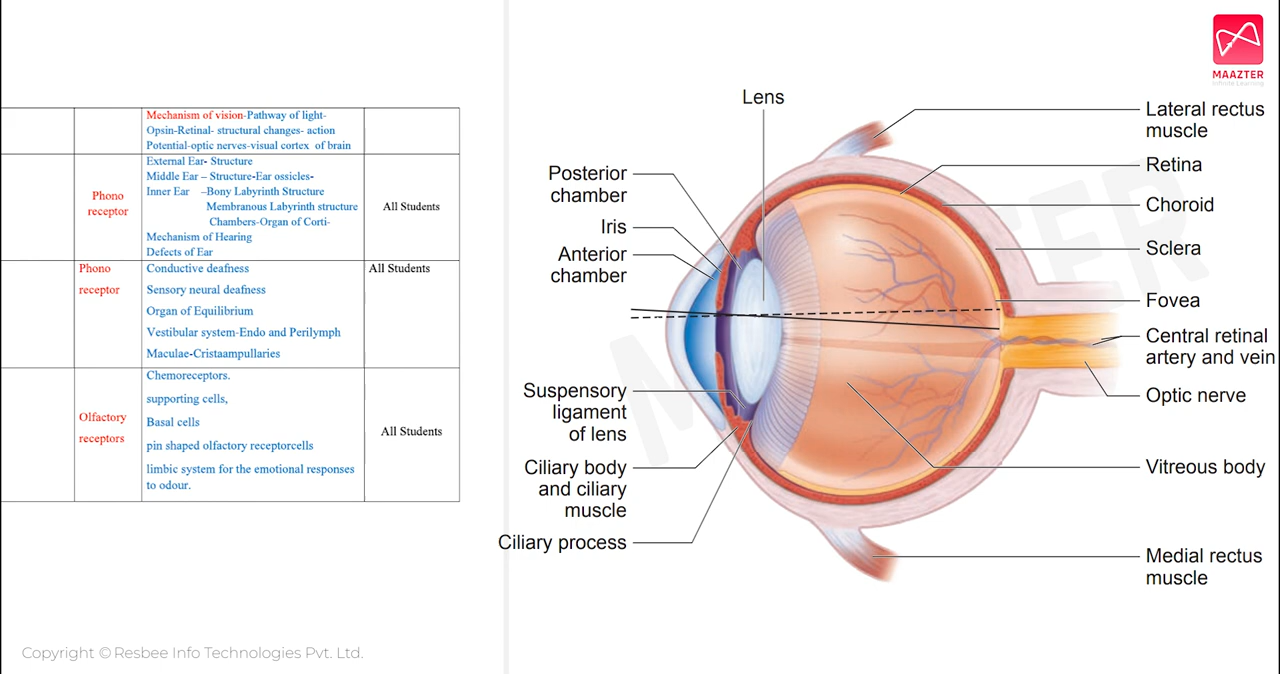 Mechanism of vision-Pathway of light-
Opsin-Retinal- structural changes- action
Potential-optic nerves-visual cortex of brain
Phono
receptor
External Ear- Structure
Middle Ear – Structure-Ear ossicles-
Inner Ear –Bony Labyrinth Structure
Membranous Labyrinth structure
Chambers-Organ of Corti-
Mechanism of Hearing
Defects of Ear
All Students
Phono
receptor
Conductive deafness
Sensory neural deafness
Organ of Equilibrium
Vestibular system-Endo and Perilymph
Maculae-Cristaampullaries
All Students
Olfactory
receptors
Chemoreceptors.
supporting cells,
Basal cells
pin shaped olfactory receptorcells
limbic system for the emotional responses
to odour.
All Students
Copyright © Resbee Info Technologies Pvt. Ltd.
MAAZTER
Infinite Learning
Lens
Posterior
chamber
Iris
Anterior
chamber
Suspensory
ligament
of lens
Ciliary body
and ciliary
muscle
Ciliary process
Lateral rectus
muscle
Retina
Choroid
Sclera
Fovea
Central retinal
artery and vein
Optic nerve
Vitreous body
Medial rectus
muscle
MAAZTER